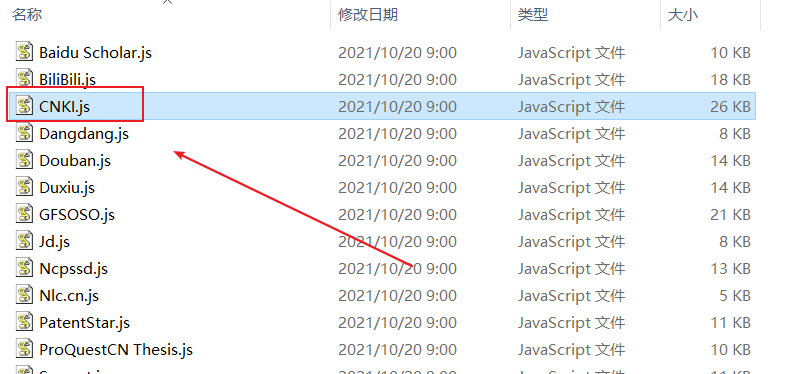 名称 修改日期 类型 大小
Baidu Scholar.js 2021/10/20 9:00 JavaScript 文件 10 KB
BiliBili.js 2021/10/20 9:00 JavaScript 文件 18 KB
CNKI.js 2021/10/20 9:00 JavaScript 文件 26 KB
Dangdang.js 2021/10/20 9:00 JavaScript 文件 8 KB
Douban.js 2021/10/20 9:00 JavaScript 文件 14 KB
Duxiu.js 2021/10/20 9:00 JavaScript 文件 14 KB
GFSOSO.js 2021/10/20 9:00 JavaScript 文件 21 KB
Jd.js 2021/10/20 9:00 JavaScript 文件 8 KB
Ncpssd.js 2021/10/20 9:00 JavaScript 文件 13 KB
Nlc.cn.js 2021/10/20 9:00 JavaScript 文件 5 KB
PatentStar.js 2021/10/20 9:00 JavaScript 文件 11 KB
ProQuestCN Thesis.js 2021/10/20 9:00 JavaScript 文件 10 KB